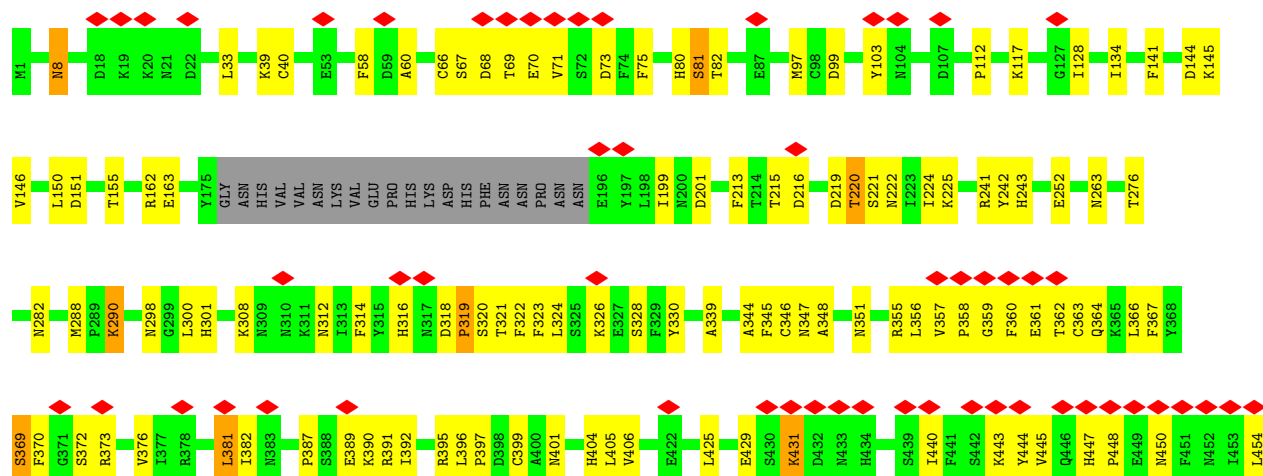 M1 N8 D18 K19 K20 N21 D22 L33 K39 C40 E53 F58 D59 A60 C66 S67 D68 T69 E70 V71 S72 D73 F74 F75 H80 S81 T82 E87 M97 C98 D99 Y103 N104 D107 P112 K117 G127 I128 I134 F141 D144 K145
V146 L150 D151 T155 R162 E163 Y175 GLY ASN HIS VAL VAL ASN LYS VAL GLU PRO HIS LYS ASP HIS PHE ASN ASN PRO ASN ASN E196 Y197 L198 I199 N200 D201 F213 T214 T215 D216 D219 T220 S221 N222 I223 I224 K225 R241 Y242 H243 E252 N263 T276
N282 M288 P289 K290 N298 G299 L300 H301 K308 N309 N310 K311 N312 I313 F314 Y315 H316 N317 D318 P319 S320 T321 F322 F323 L324 S325 K326 E327 S328 F329 Y330 A339 A344 F345 C346 N347 A348 N351 R355 L356 V357 P358 G359 F360 E361 T362 C363 Q364 K365 L366 F367 Y368
S369 F370 G371 S372 R373 V376 I377 R378 L381 I382 N383 P387 S388 E389 K390 R391 I392 R395 L396 P397 D398 C399 A400 N401 H404 L405 V406 E422 L425 E429 S430 K431 D432 N433 H434 S439 I440 F441 S442 K443 Y444 V445 Q446 H447 P448 E449 N450 F451 N452 I453 L454